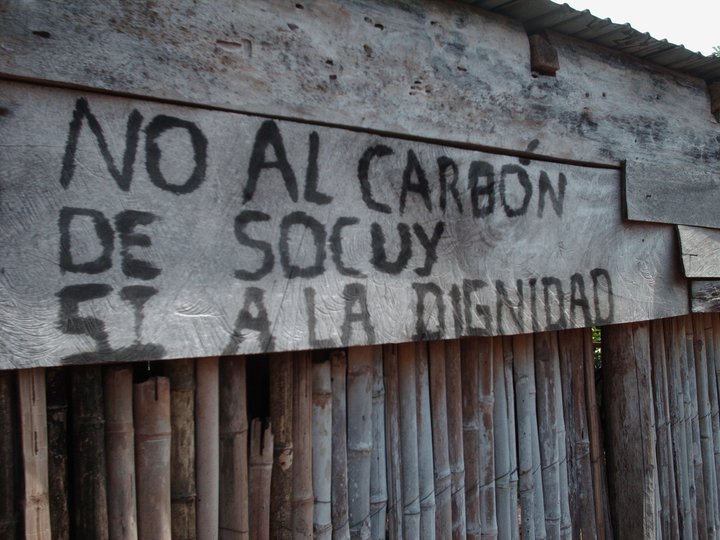 NO AL CARBÓN
DE SOCUY
SI A LA DIGNIDAD